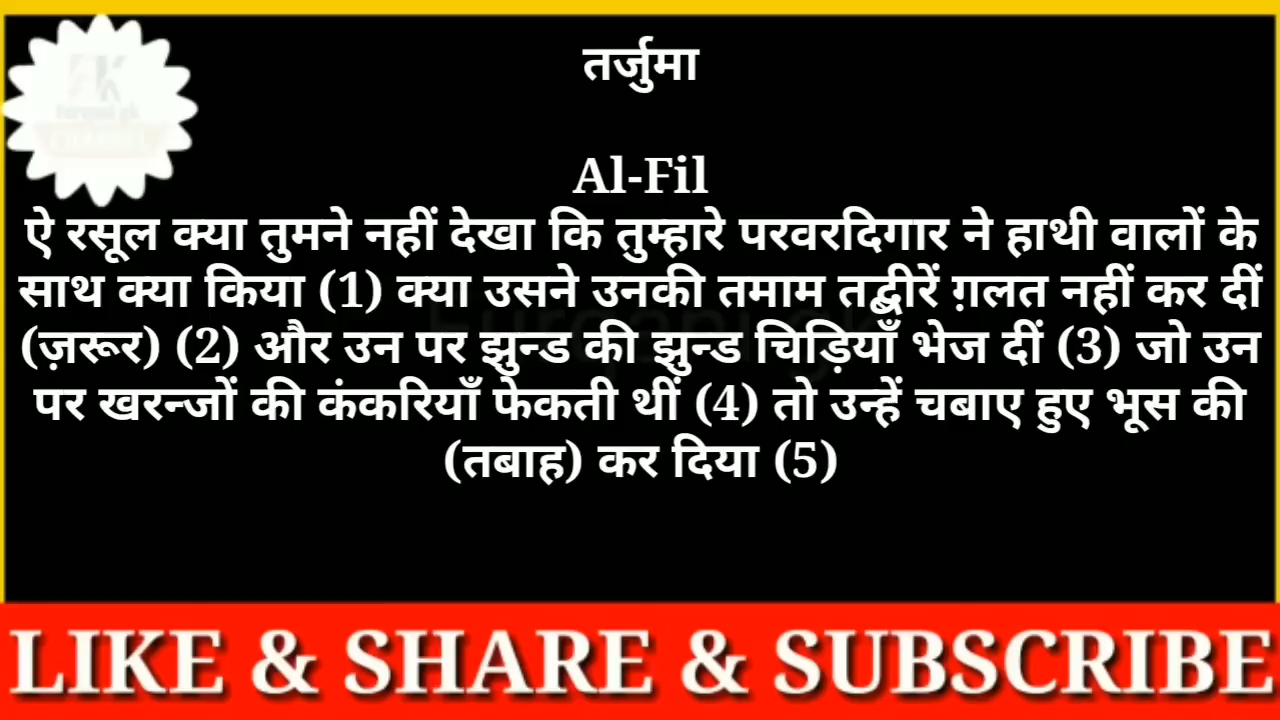 तर्जुमा
Al-Fil
ऐ रसूल क्या तुमने नहीं देखा कि तुम्हारे परवरदिगार ने हाथी वालों के
साथ क्या किया (1) क्या उसने उनकी तमाम तद्बीरें ग़लत नहीं कर दीं
(ज़रूर) (2) और उन पर झुन्ड की झुन्ड चिड़ियाँ भेज दीं (3) जो उन
पर खरन्जों की कंकरियाँ फेकती थीं (4) तो उन्हें चबाए हुए भूस की
(तबाह) कर दिया (5)
LIKE & SHARE & SUBSCRIBE